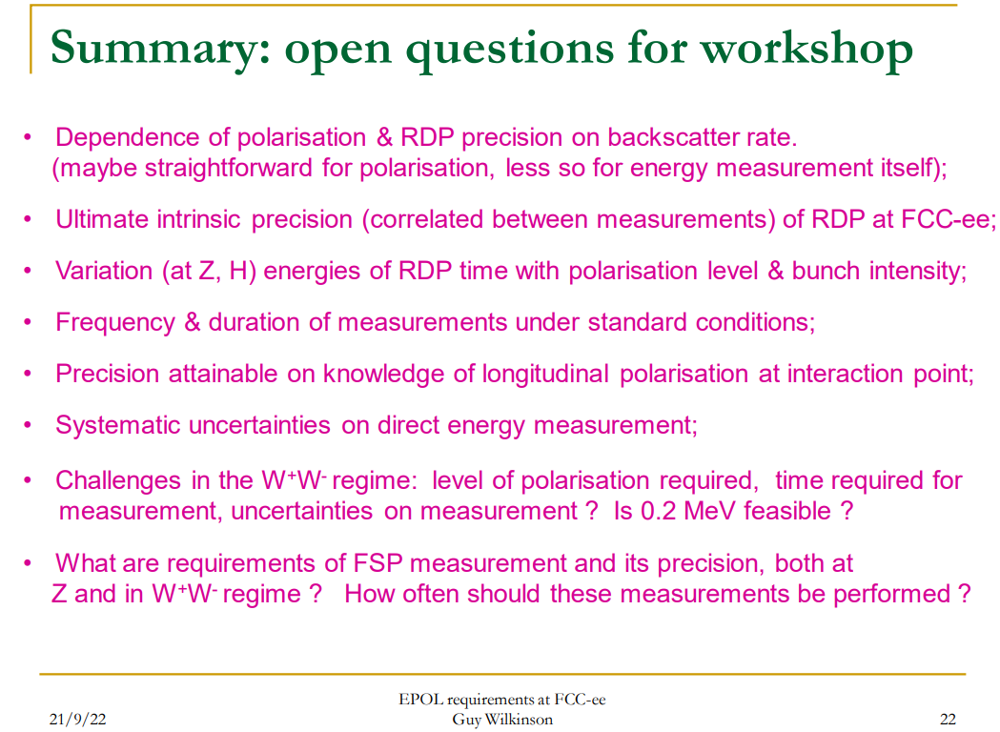 Summary: open questions for workshop
• Dependence of polarisation & RDP precision on backscatter rate.
(maybe straightforward for polarisation, less so for energy measurement itself);
• Ultimate intrinsic precision (correlated between measurements) of RDP at FCC-ee;
• Variation (at Z, H) energies of RDP time with polarisation level & bunch intensity;
• Frequency & duration of measurements under standard conditions;
• Precision attainable on knowledge of longitudinal polarisation at interaction point;
• Systematic uncertainties on direct energy measurement;
• Challenges in the W⁺W⁻ regime: level of polarisation required, time required for
measurement, uncertainties on measurement ? Is 0.2 MeV feasible ?
• What are requirements of FSP measurement and its precision, both at
Z and in W⁺W⁻ regime ? How often should these measurements be performed ?
EPOL requirements at FCC-ee
21/9/22 Guy Wilkinson 22